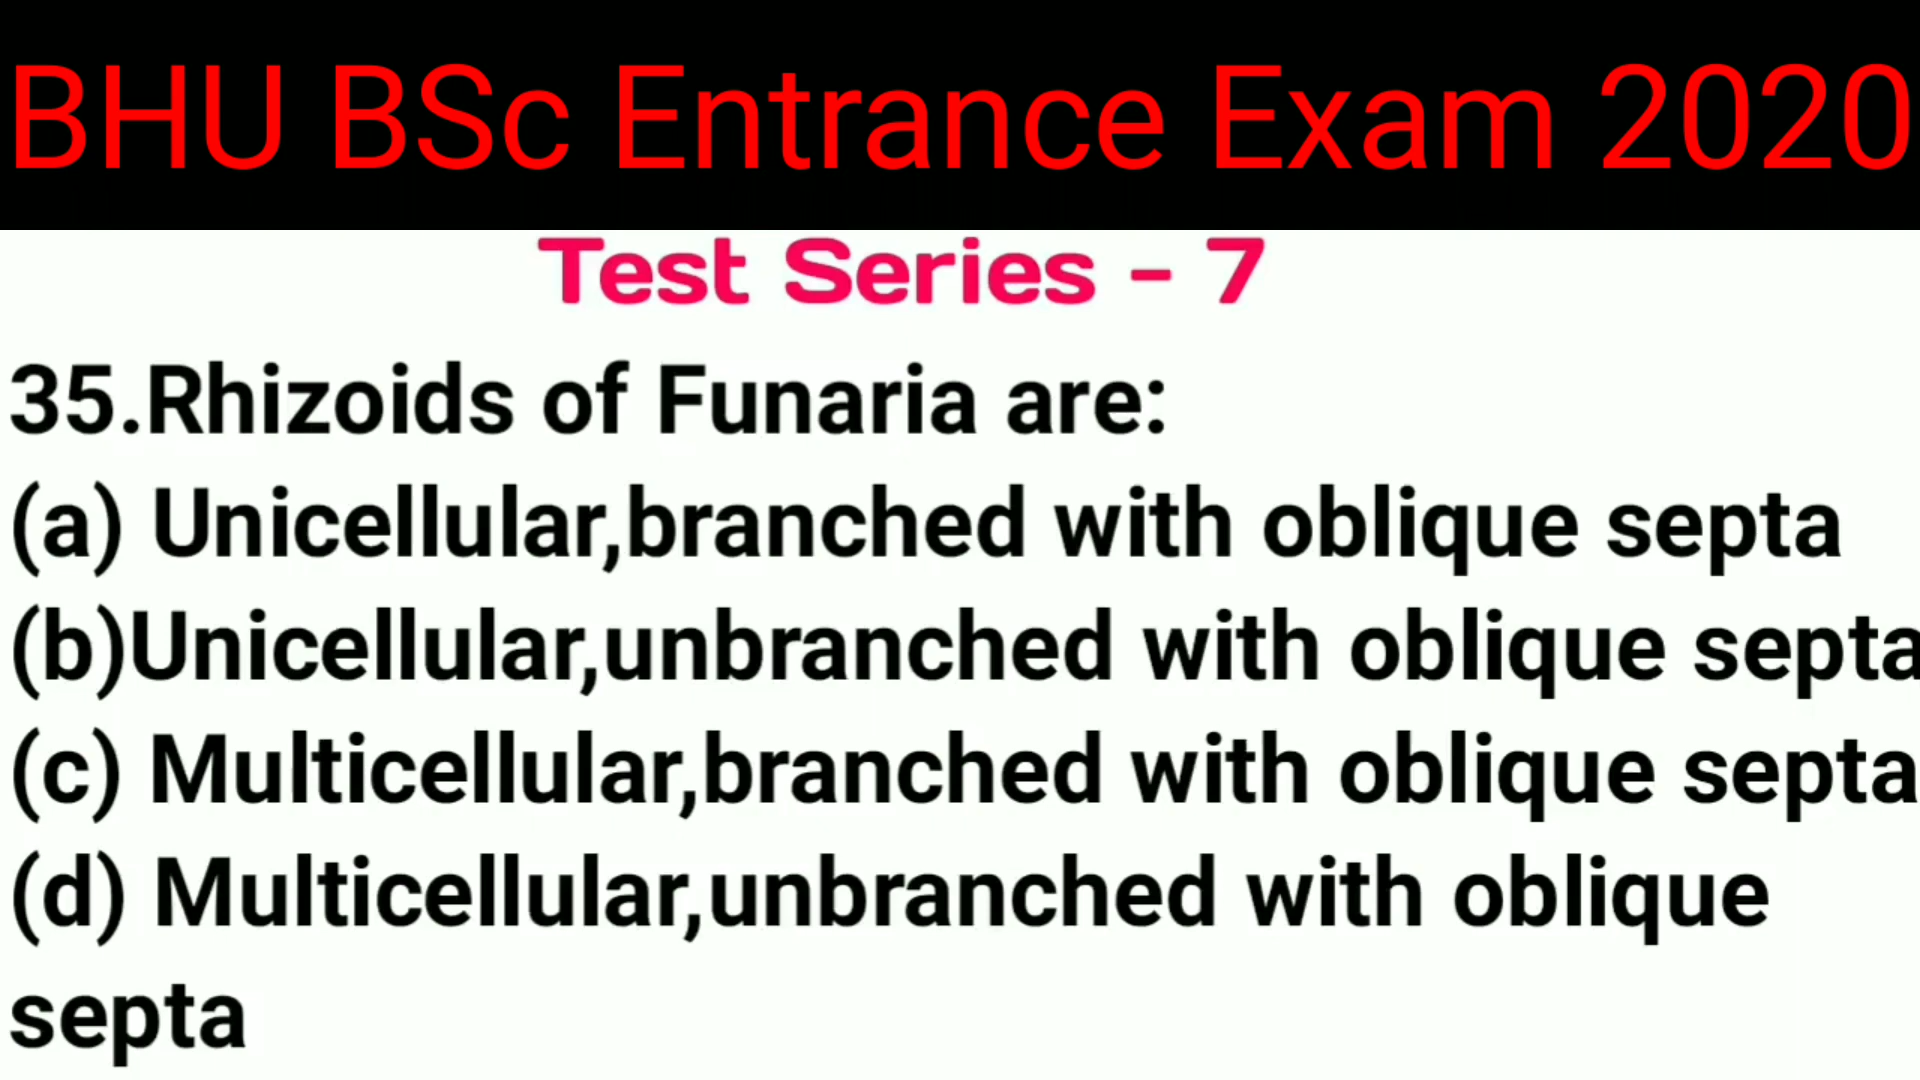 BHU BSc Entrance Exam 2020
Test Series - 7
35.Rhizoids of Funaria are:
(a) Unicellular,branched with oblique septa
(b)Unicellular,unbranched with oblique septa
(c) Multicellular,branched with oblique septa
(d) Multicellular,unbranched with oblique
septa